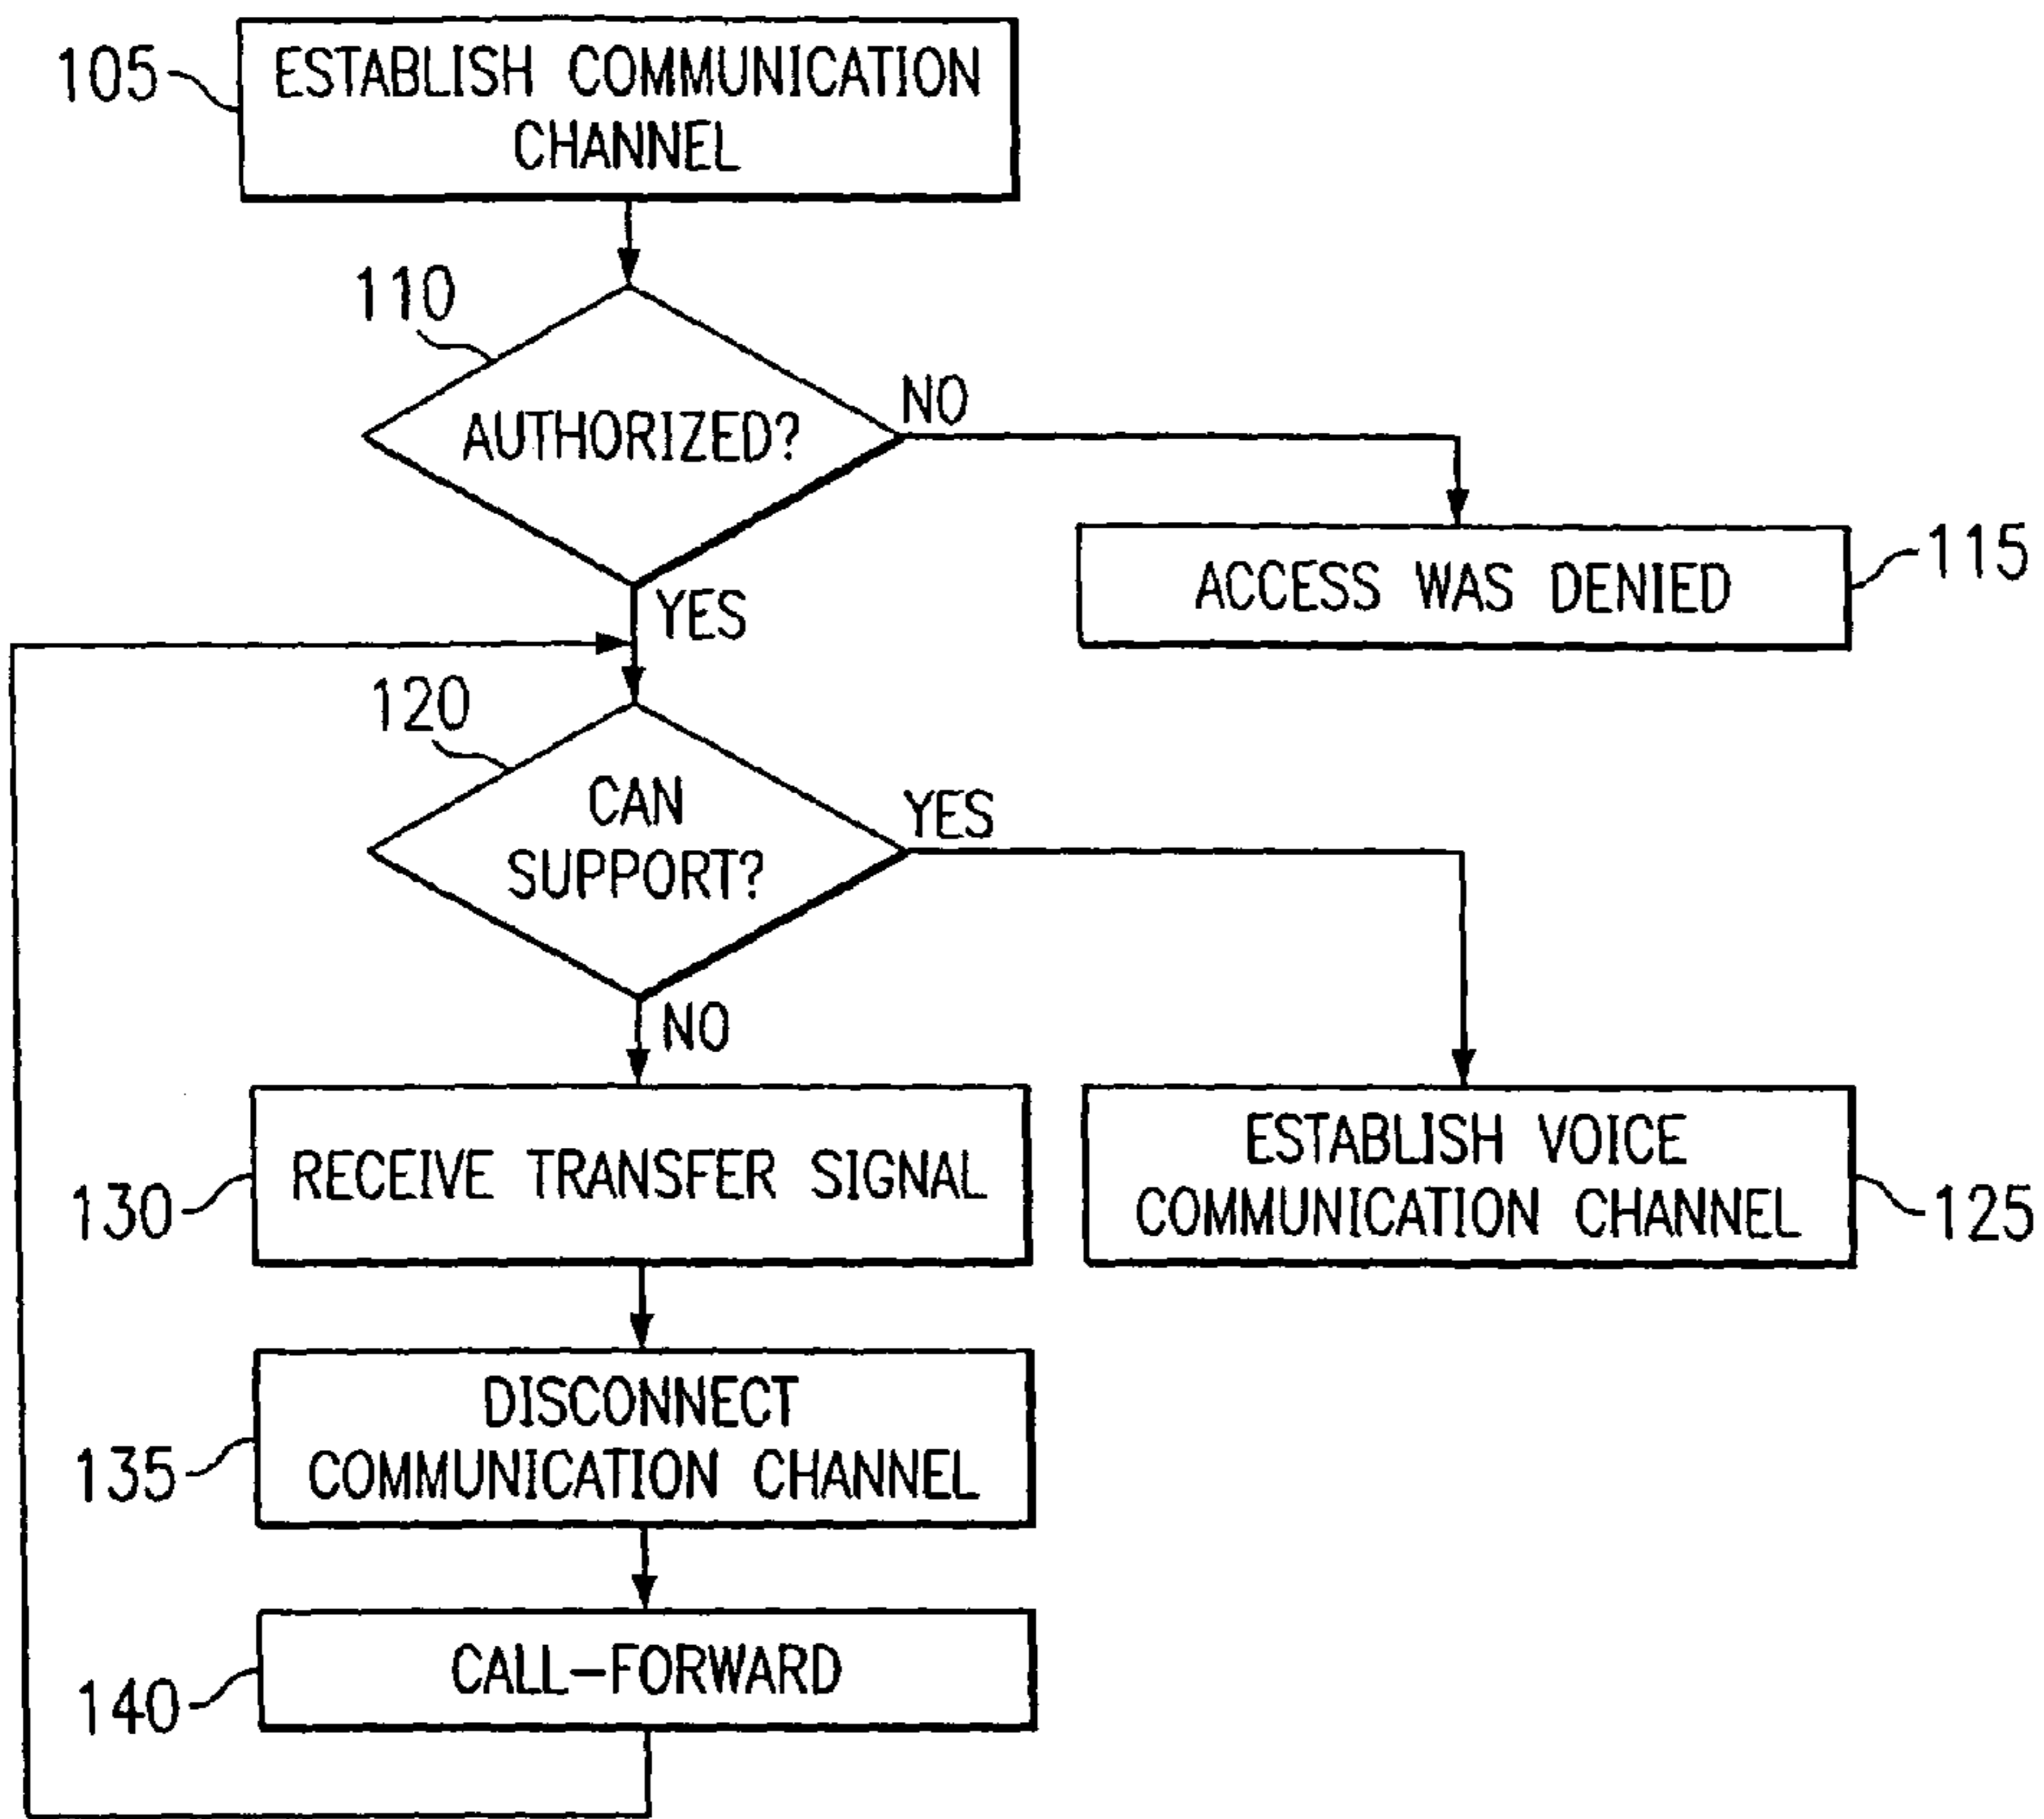 105
ESTABLISH COMMUNICATION
CHANNEL
110
AUTHORIZED?
NO
ACCESS WAS DENIED
115
YES
120
CAN
SUPPORT?
YES
NO
130
RECEIVE TRANSFER SIGNAL
ESTABLISH VOICE
COMMUNICATION CHANNEL
125
135
DISCONNECT
COMMUNICATION CHANNEL
140
CALL-FORWARD